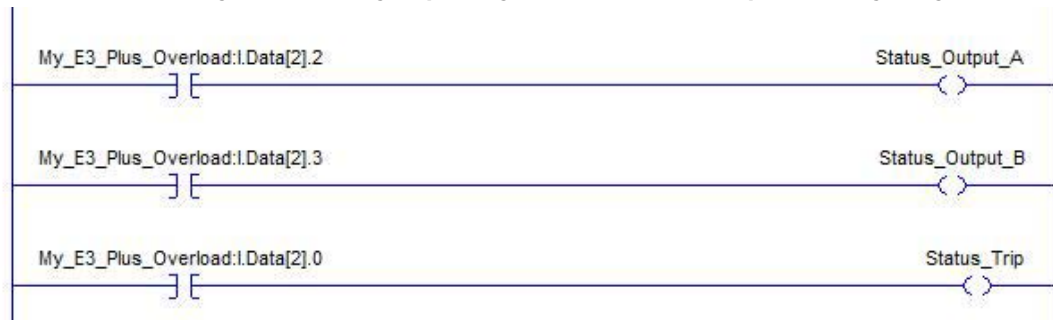 My_E3_Plus_Overload:I.Data[2].2 Status_Output_A
My_E3_Plus_Overload:I.Data[2].3 Status_Output_B
My_E3_Plus_Overload:I.Data[2].0 Status_Trip